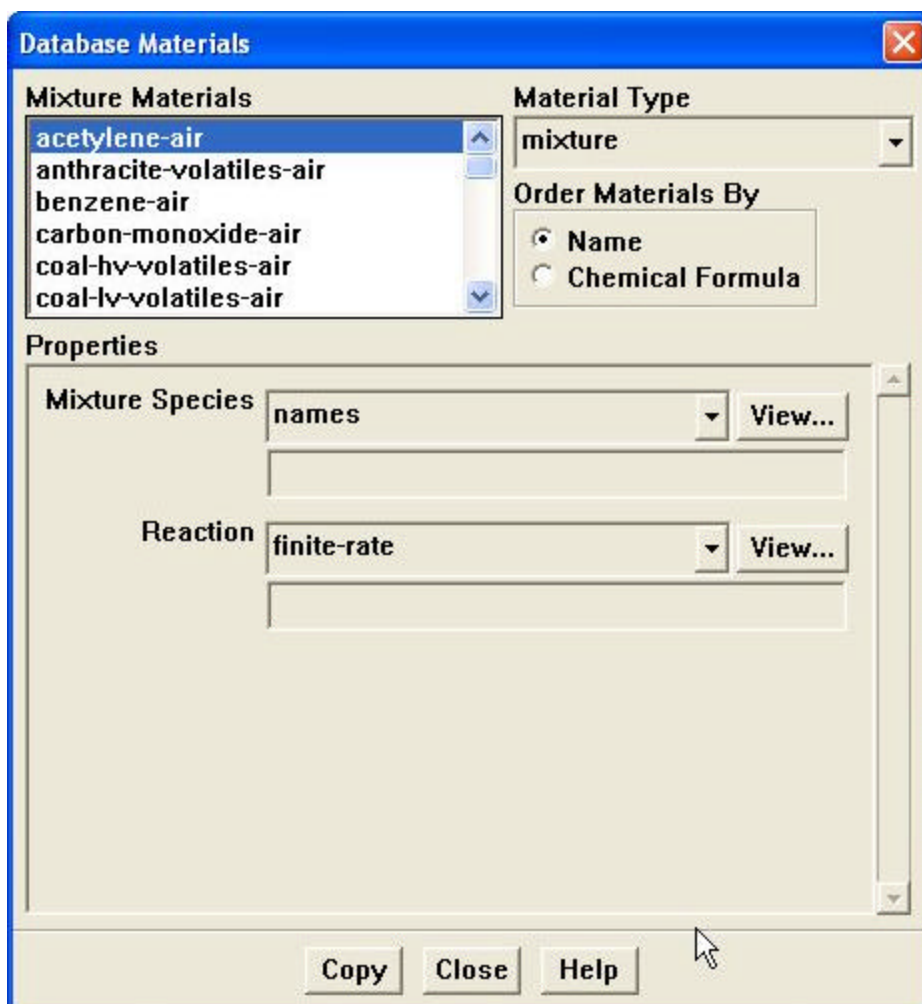 Database Materials
Mixture Materials
acetylene-air
anthracite-volatiles-air
benzene-air
carbon-monoxide-air
coal-hv-volatiles-air
coal-lv-volatiles-air
Material Type
mixture
Order Materials By
Name
Chemical Formula
Properties
Mixture Species
names
View...
Reaction
finite-rate
View...
Copy
Close
Help